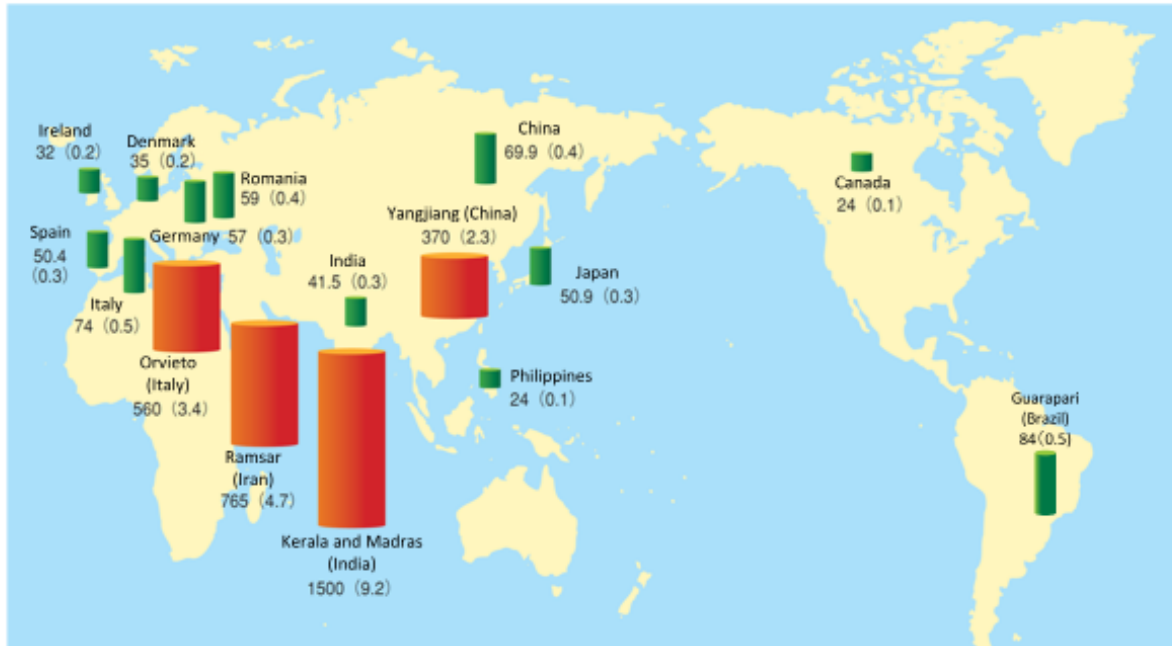 Ireland
32（0.2）
Denmark
35（0.2）
Romania
59（0.4）
Germany 57（0.3）
Spain
50.4
（0.3）
Italy
74（0.5）
Orvieto
(Italy)
560（3.4）
Ramsar
(Iran)
765（4.7）
India
41.5（0.3）
Kerala and Madras
(India)
1500（9.2）
China
69.9（0.4）
Yangjiang (China)
370（2.3）
Japan
50.9（0.3）
Philippines
24（0.1）
Canada
24（0.1）
Guarapari
(Brazil)
84(0.5)